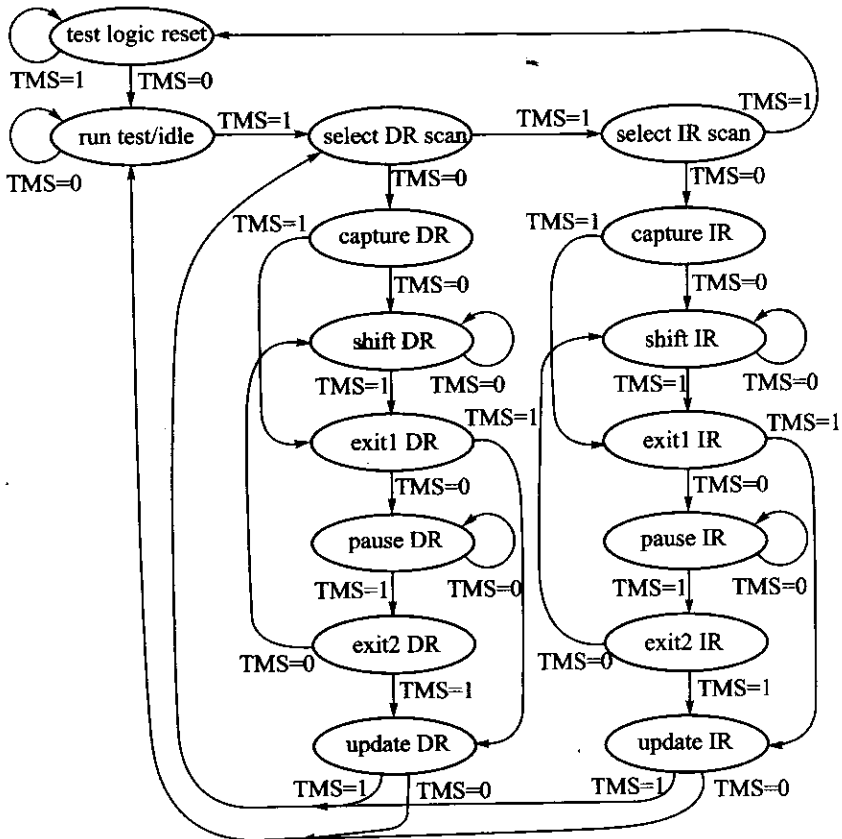 test logic reset
TMS=1
TMS=0
TMS=1
run test/idle
TMS=1
select DR scan
TMS=1
select IR scan
TMS=0
TMS=0
TMS=0
TMS=1
capture DR
TMS=1
capture IR
TMS=0
TMS=0
shift DR
shift IR
TMS=1
TMS=0
TMS=1
TMS=0
TMS=1
TMS=1
exit1 DR
exit1 IR
TMS=0
TMS=0
pause DR
pause IR
TMS=1
TMS=0
TMS=1
TMS=0
exit2 DR
exit2 IR
TMS=0
TMS=0
TMS=1
TMS=1
update DR
update IR
TMS=1
TMS=0
TMS=1
TMS=0